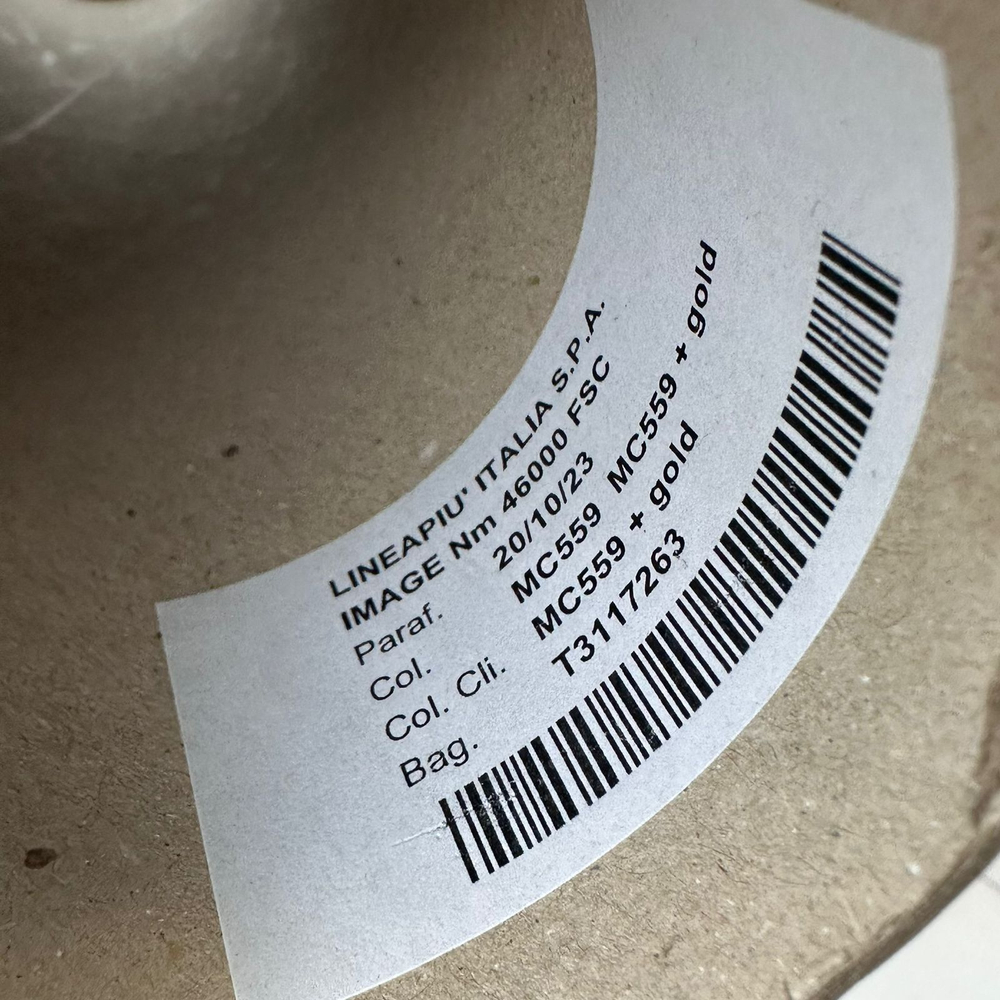 LINEAPIU' ITALIA S.P.A.
IMAGE Nm 46000 FSC
Paraf. 20/10/23
Col. MC559 MC559 + gold
Col. Cli. MC559 + gold
Bag. T3117263